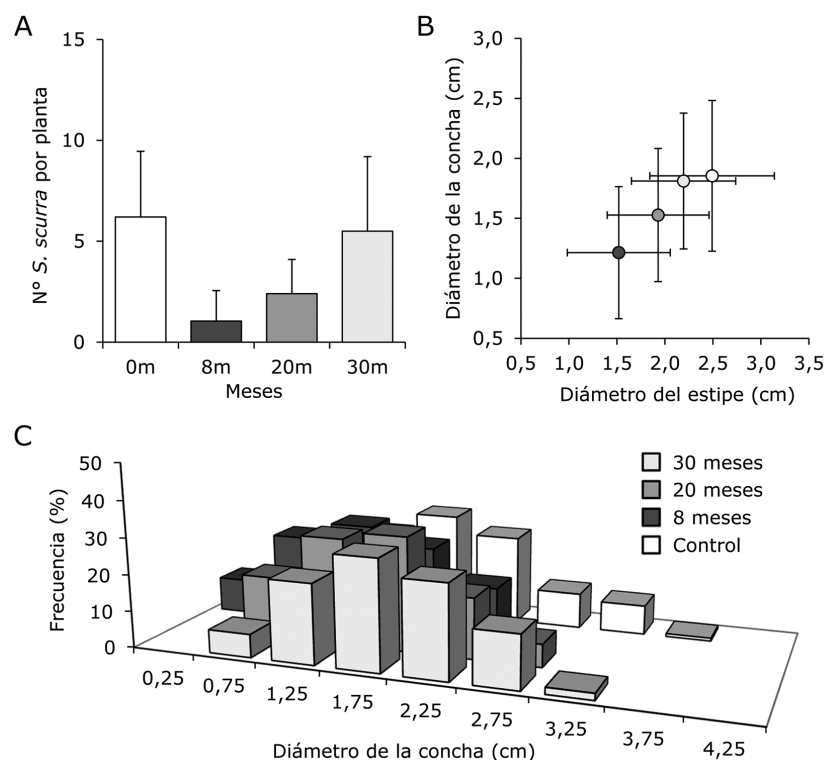 A
15
10
5
0
N° S. scurra por planta
0m 8m 20m 30m
Meses
B
3,0
2,5
2,0
1,5
1,0
0,5
Diámetro de la concha (cm)
0,5 1,0 1,5 2,0 2,5 3,0 3,5
Diámetro del estipe (cm)
C
50
40
30
20
10
0
Frecuencia (%)
30 meses
20 meses
8 meses
Control
0,25 0,75 1,25 1,75 2,25 2,75 3,25 3,75 4,25
Diámetro de la concha (cm)